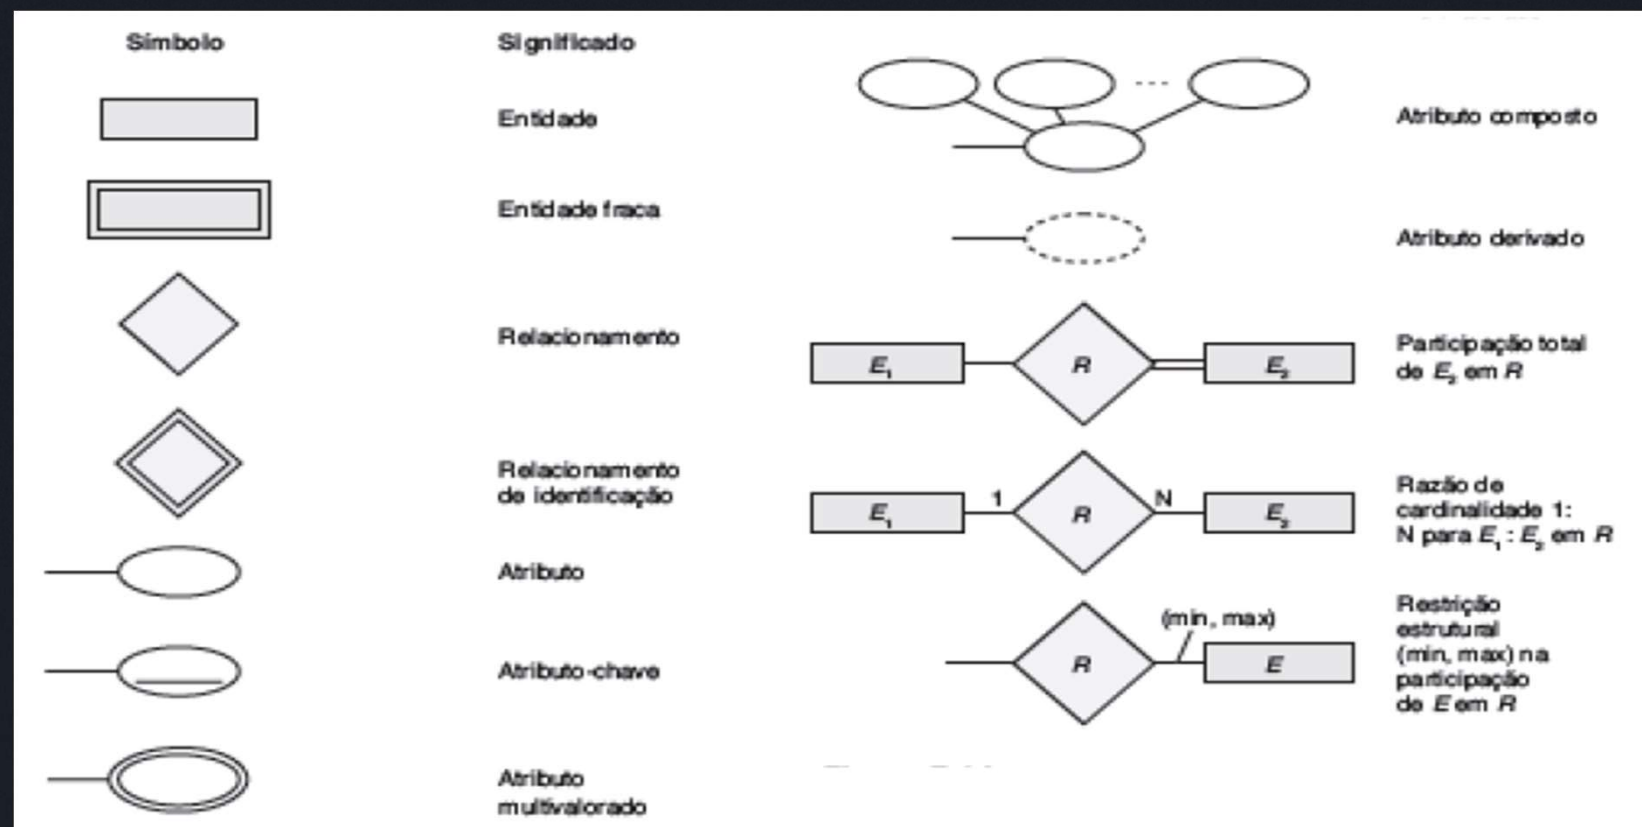 Símbolo
Significado
Entidade
Entidade fraca
Relacionamento
Relacionamento
de identificação
Atributo
Atributo-chave
Atributo
multivalorado
Atributo composto
Atributo derivado
E₁
R
E₂
Participação total
de E₂ em R
E₁
1
R
N
E₂
Razão de
cardinalidade 1:
N para E₁ : E₂ em R
R
(min, max)
E
Restrição
estrutural
(min, max) na
participação
de E em R